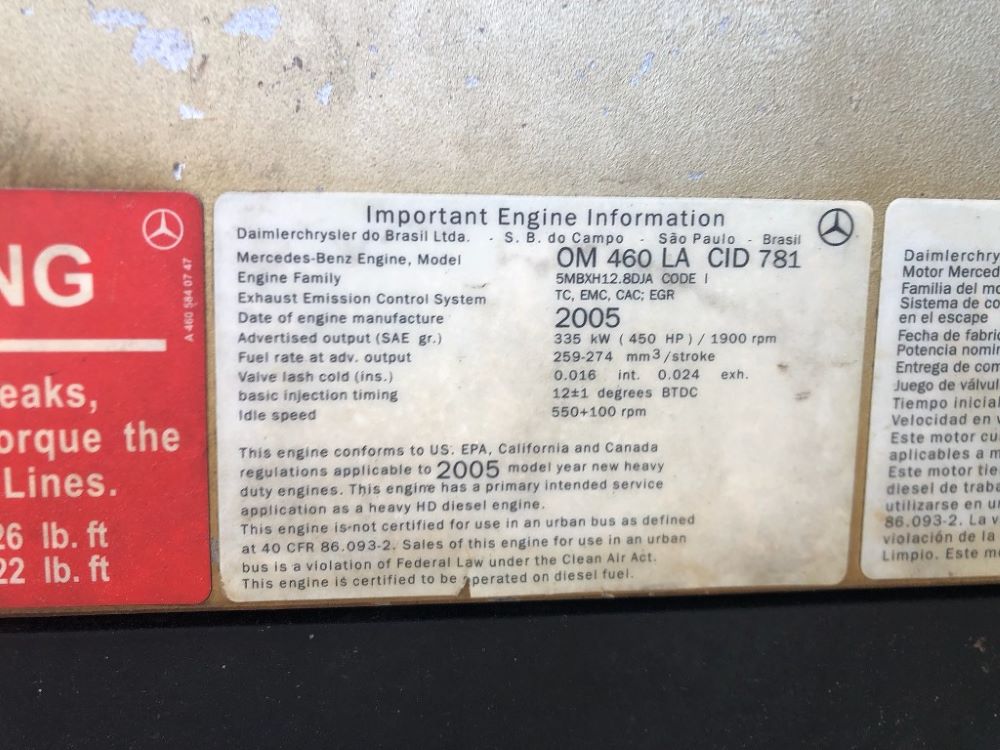 NG
A 460 584 07 47
eaks,
orque the
Lines.
26 lb. ft
22 lb. ft
Important Engine Information
Daimlerchrysler do Brasil Ltda. - S. B. do Campo - São Paulo - Brasil
Mercedes-Benz Engine, Model OM 460 LA CID 781
Engine Family 5MBXH12.8DJA CODE I
Exhaust Emission Control System TC, EMC, CAC; EGR
Date of engine manufacture 2005
Advertised output (SAE gr.) 335 kW (450 HP) / 1900 rpm
Fuel rate at adv. output 259-274 mm3/stroke
Valve lash cold (ins.) 0.016 int. 0.024 exh.
basic injection timing 12±1 degrees BTDC
Idle speed 550+100 rpm
This engine conforms to US. EPA, California and Canada
regulations applicable to 2005 model year new heavy
duty engines. This engine has a primary intended service
application as a heavy HD diesel engine.
This engine is not certified for use in an urban bus as defined
at 40 CFR 86.093-2. Sales of this engine for use in an urban
bus is a violation of Federal Law under the Clean Air Act.
This engine is certified to be operated on diesel fuel.
Daimlerchry
Motor Merced
Familia del mo
Sistema de co
en el escape
Fecha de fabric
Potencia nomin
Entrega de com
Juego de válvul
Tiempo inicial
Velocidad en v
Este motor cu
aplicables a m
Este motor tie
diesel de traba
utilizarse en ur
86.093-2. La v
violación de la
Limpio. Este mo